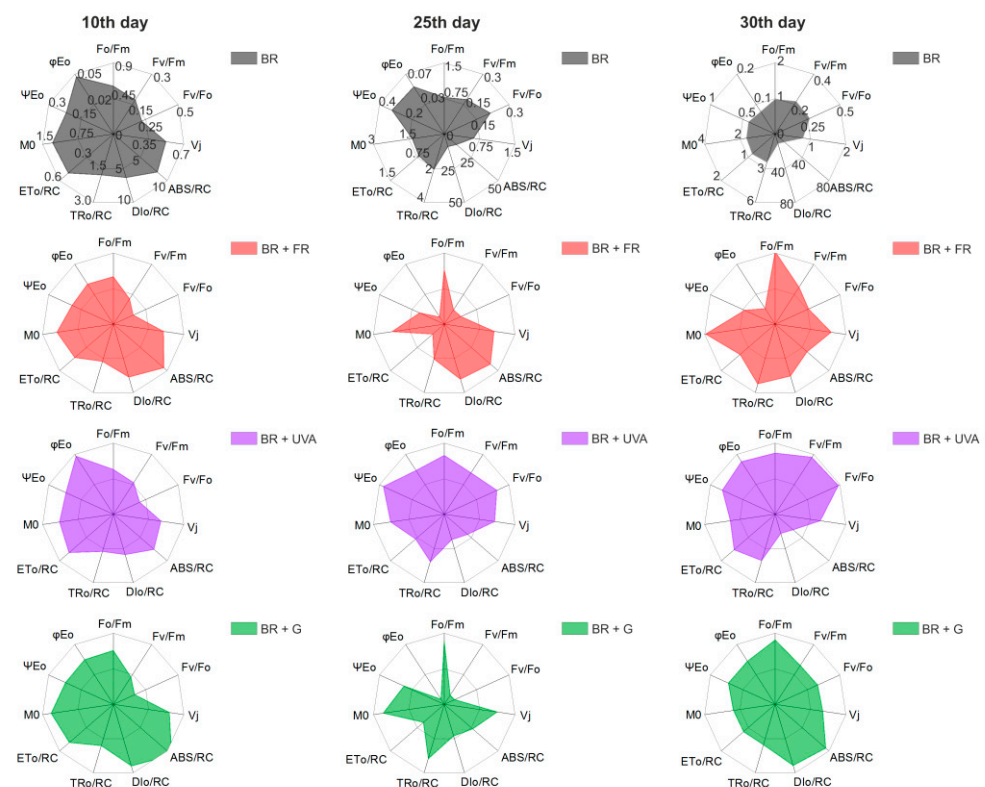 10th day
25th day
30th day
Fo/Fm
0.9
0.3
Fv/Fm
φEo
0.05
0.45
0.15
Fv/Fo
0.5
ΨEo
0.3
0.02
0.15
0.25
M0
1.5
0.75
0
Vj
0.7
ETo/RC
0.6
0.3
1.5
5
5
10
ABS/RC
3.0
TRo/RC
10
DIo/RC
BR
Fo/Fm
1.5
0.3
Fv/Fm
φEo
0.07
0.03
0.75
0.15
0.3
Fv/Fo
ΨEo
0.4
0.2
0.15
M0
3
1.5
0
0.75
Vj
1.5
ETo/RC
1.5
0.75
2
25
25
50
ABS/RC
4
TRo/RC
50
DIo/RC
BR
Fo/Fm
2
0.4
Fv/Fm
φEo
0.2
0.1
1
0.2
0.5
Fv/Fo
ΨEo
1
0.5
0.25
M0
4
2
0
1
Vj
2
ETo/RC
2
1
3
40
40
80
ABS/RC
6
TRo/RC
80
DIo/RC
BR
Fo/Fm
φEo
Fv/Fm
ΨEo
Fv/Fo
M0
Vj
ETo/RC
ABS/RC
TRo/RC
DIo/RC
BR + FR
Fo/Fm
φEo
Fv/Fm
ΨEo
Fv/Fo
M0
Vj
ETo/RC
ABS/RC
TRo/RC
DIo/RC
BR + FR
Fo/Fm
φEo
Fv/Fm
ΨEo
Fv/Fo
M0
Vj
ETo/RC
ABS/RC
TRo/RC
DIo/RC
BR + FR
Fo/Fm
φEo
Fv/Fm
ΨEo
Fv/Fo
M0
Vj
ETo/RC
ABS/RC
TRo/RC
DIo/RC
BR + UVA
Fo/Fm
φEo
Fv/Fm
ΨEo
Fv/Fo
M0
Vj
ETo/RC
ABS/RC
TRo/RC
DIo/RC
BR + UVA
Fo/Fm
φEo
Fv/Fm
ΨEo
Fv/Fo
M0
Vj
ETo/RC
ABS/RC
TRo/RC
DIo/RC
BR + UVA
Fo/Fm
φEo
Fv/Fm
ΨEo
Fv/Fo
M0
Vj
ETo/RC
ABS/RC
TRo/RC
DIo/RC
BR + G
Fo/Fm
φEo
Fv/Fm
ΨEo
Fv/Fo
M0
Vj
ETo/RC
ABS/RC
TRo/RC
DIo/RC
BR + G
Fo/Fm
φEo
Fv/Fm
ΨEo
Fv/Fo
M0
Vj
ETo/RC
ABS/RC
TRo/RC
DIo/RC
BR + G